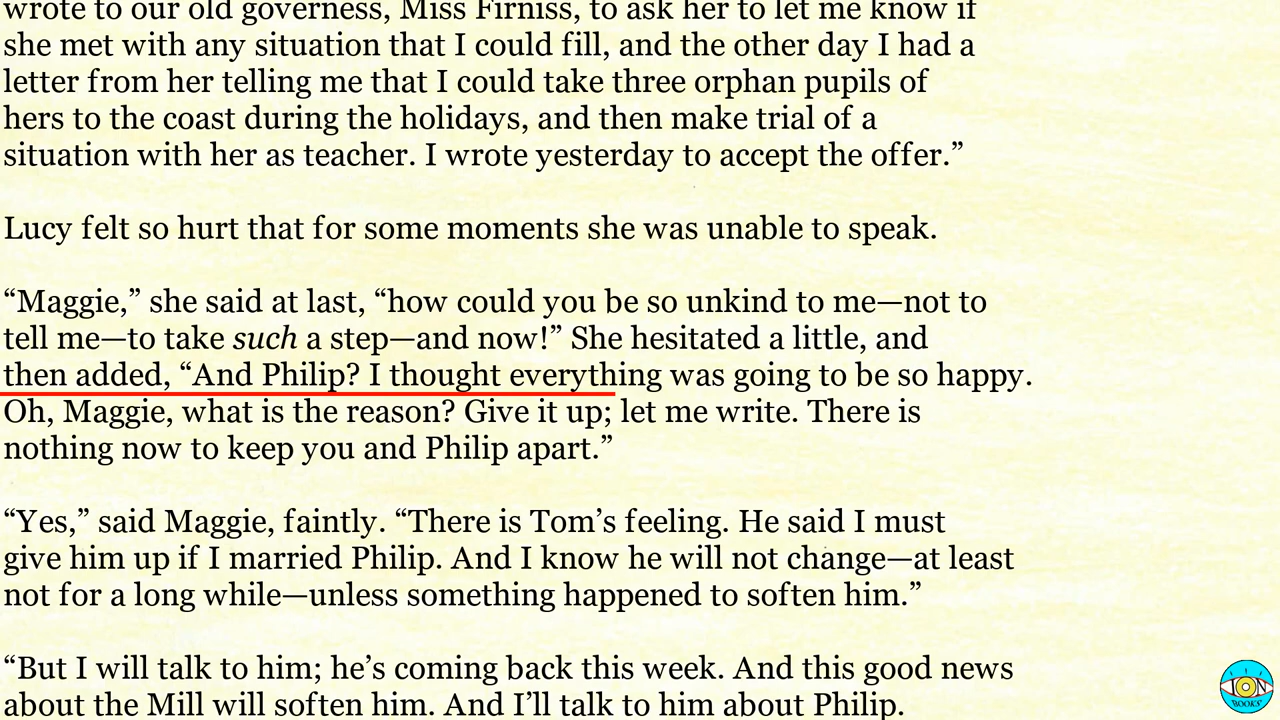 wrote to our old governess, Miss Firniss, to ask her to let me know if
she met with any situation that I could fill, and the other day I had a
letter from her telling me that I could take three orphan pupils of
hers to the coast during the holidays, and then make trial of a
situation with her as teacher. I wrote yesterday to accept the offer.”
Lucy felt so hurt that for some moments she was unable to speak.
“Maggie,” she said at last, “how could you be so unkind to me—not to
tell me—to take such a step—and now!” She hesitated a little, and
then added, “And Philip? I thought everything was going to be so happy.
Oh, Maggie, what is the reason? Give it up; let me write. There is
nothing now to keep you and Philip apart.”
“Yes,” said Maggie, faintly. “There is Tom’s feeling. He said I must
give him up if I married Philip. And I know he will not change—at least
not for a long while—unless something happened to soften him.”
“But I will talk to him; he’s coming back this week. And this good news
about the Mill will soften him. And I’ll talk to him about Philip.
ION
BOOKS